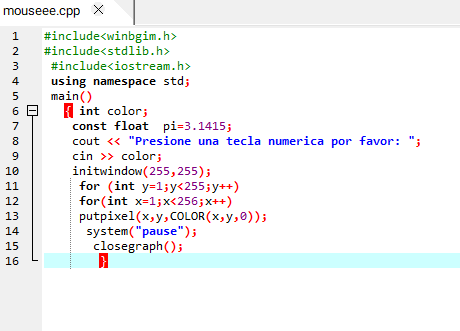 mouseee.cpp
1 #include<winbgim.h>
2 #include<stdlib.h>
3 #include<iostream.h>
4 using namespace std;
5 main()
6 { int color;
7 const float  pi=3.1415;
8 cout << "Presione una tecla numerica por favor: ";
9 cin >> color;
10 initwindow(255,255);
11 for (int y=1;y<255;y++)
12 for(int x=1;x<256;x++)
13 putpixel(x,y,COLOR(x,y,0));
14 system("pause");
15 closegraph();
16 }